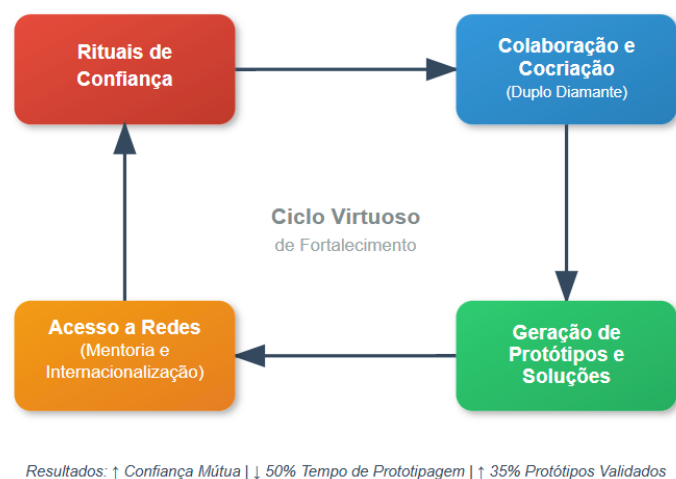 Rituais de
Confiança
Colaboração e
Cocriação
(Duplo Diamante)
Ciclo Virtuoso
de Fortalecimento
Acesso a Redes
(Mentoria e
Internacionalização)
Geração de
Protótipos e
Soluções
Resultados: ↑ Confiança Mútua | ↓ 50% Tempo de Prototipagem | ↑ 35% Protótipos Validados